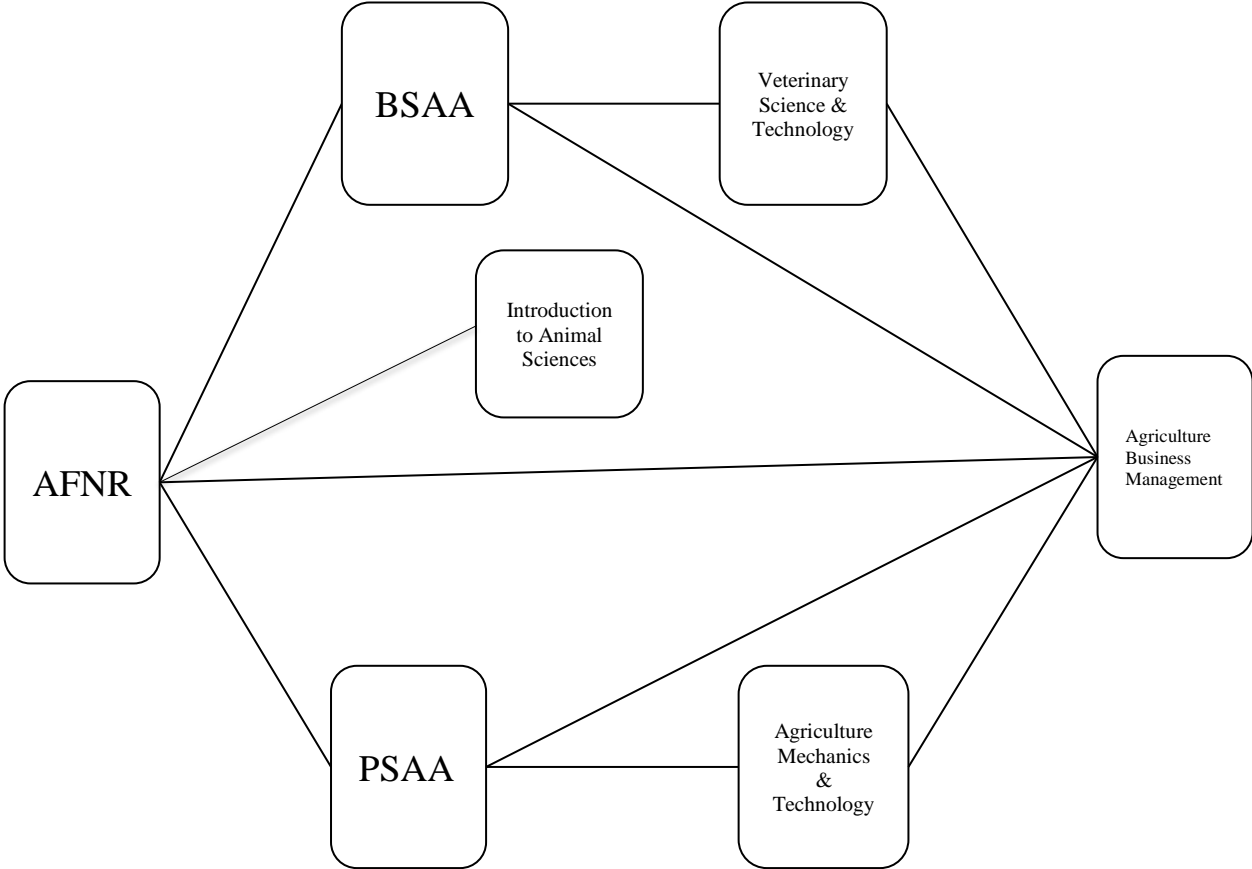 BSAA
Veterinary
Science &
Technology
Introduction
to Animal
Sciences
AFNR
Agriculture
Business
Management
PSAA
Agriculture
Mechanics
&
Technology